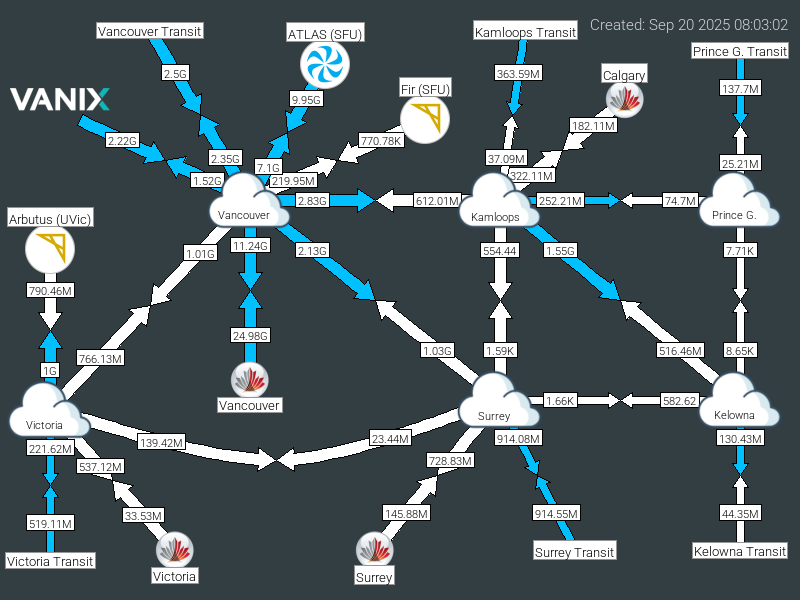 Created: Sep 20 2025 08:03:02
Vancouver Transit
ATLAS (SFU)
Kamloops Transit
Prince G. Transit
2.5G
363.59M
Calgary
137.7M
VANIX
9.95G
Fir (SFU)
182.11M
2.22G
770.78K
2.35G
7.1G
37.09M
25.21M
1.52G
219.95M
322.11M
Vancouver
2.83G
612.01M
Kamloops
252.21M
74.7M
Prince G.
Arbutus (UVic)
11.24G
2.13G
554.44
1.55G
7.71K
1.01G
790.46M
24.98G
766.13M
1.03G
1.59K
516.46M
8.65K
1G
Vancouver
1.66K
582.62
Victoria
Surrey
Kelowna
221.62M
139.42M
23.44M
914.08M
130.43M
537.12M
728.83M
519.11M
33.53M
145.88M
914.55M
44.35M
Victoria Transit
Victoria
Surrey
Surrey Transit
Kelowna Transit